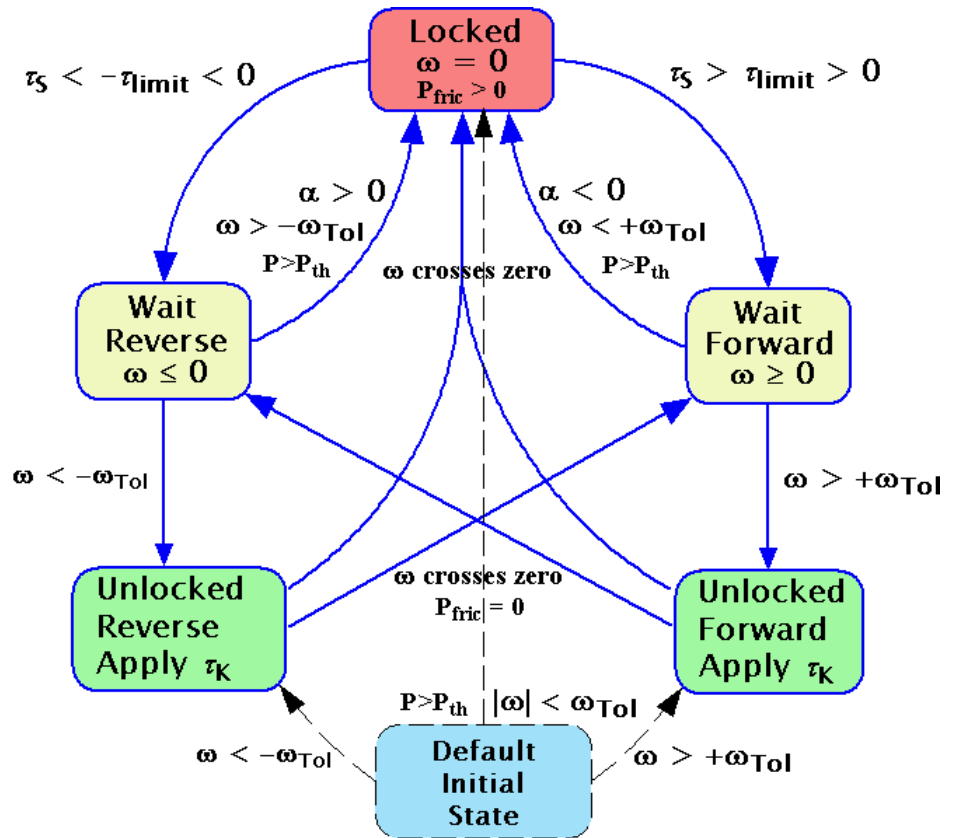 Locked
ω = 0
P_fric > 0
τ_S < −τ_limit < 0
τ_S > τ_limit > 0
α > 0
ω > −ω_Tol
P>P_th
α < 0
ω < +ω_Tol
P>P_th
ω crosses zero
Wait
Reverse
ω ≤ 0
Wait
Forward
ω ≥ 0
ω < −ω_Tol
ω > +ω_Tol
ω crosses zero
P_fric = 0
Unlocked
Reverse
Apply τ_K
Unlocked
Forward
Apply τ_K
P>P_th |ω| < ω_Tol
ω < −ω_Tol
ω > +ω_Tol
Default
Initial
State